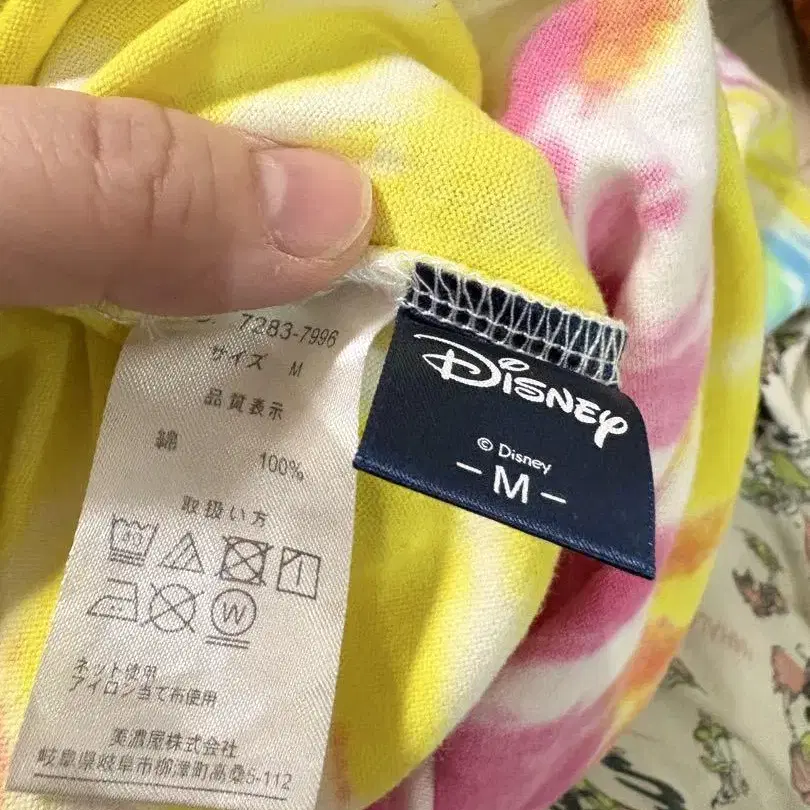 7283-7996
サイズ M
品質表示
綿 100%
取扱い方
40
W
ネット使用
アイロン当て布使用
美濃屋株式会社
岐阜県岐阜市柳津町高桑5-112
Disney
© Disney
-M-